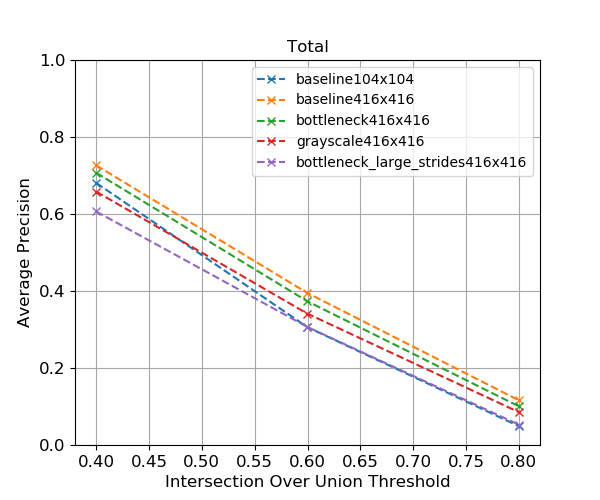 Total
1.0
0.8
0.6
0.4
0.2
0.0
Average Precision
baseline104x104
baseline416x416
bottleneck416x416
grayscale416x416
bottleneck_large_strides416x416
0.40 0.45 0.50 0.55 0.60 0.65 0.70 0.75 0.80
Intersection Over Union Threshold